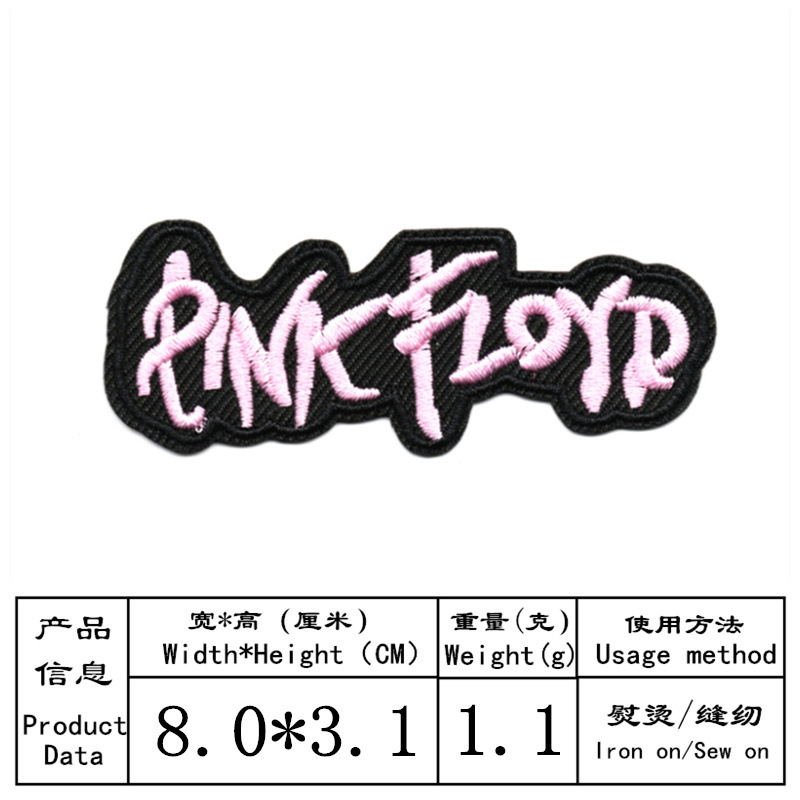 PINK FLOYD
产品
信息
Product
Data
宽*高 (厘米)
Width*Height (CM)
重量(克)
Weight(g)
使用方法
Usage method
8.0*3.1
1.1
熨烫/缝纫
Iron on/Sew on